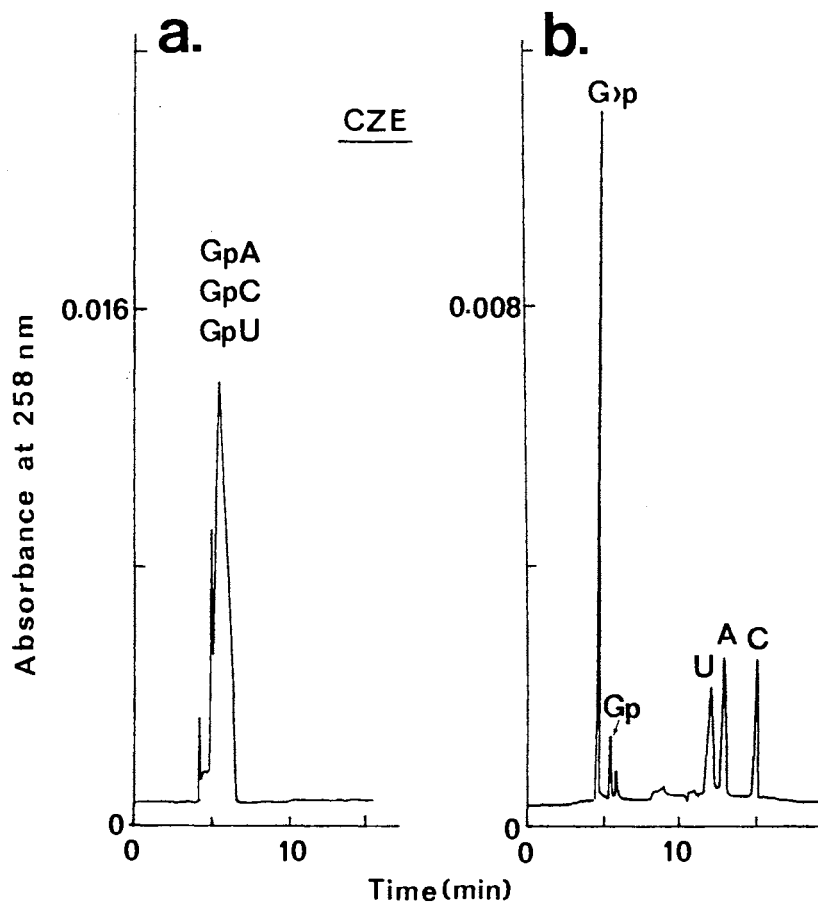 a.
CZE
GpA
GpC
GpU
0.016
0
0
10
b.
G>p
0.008
Gp
U
A
C
0
0
10
Absorbance at 258 nm
Time (min)